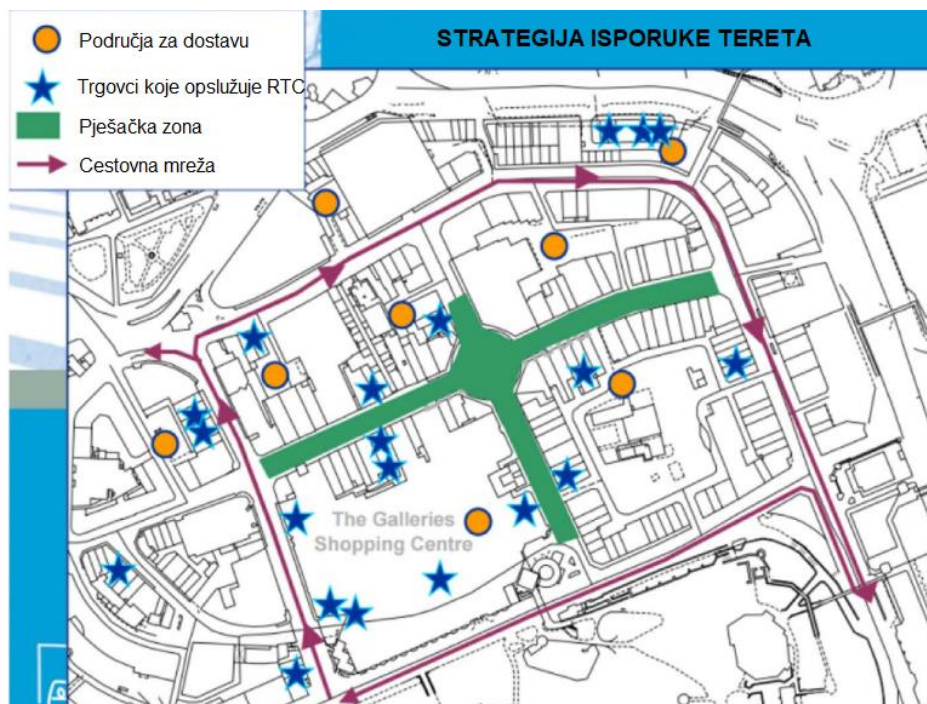 STRATEGIJA ISPORUKE TERETA
Područja za dostavu
Trgovci koje opslužuje RTC
Pješačka zona
Cestovna mreža
The Galleries
Shopping Centre